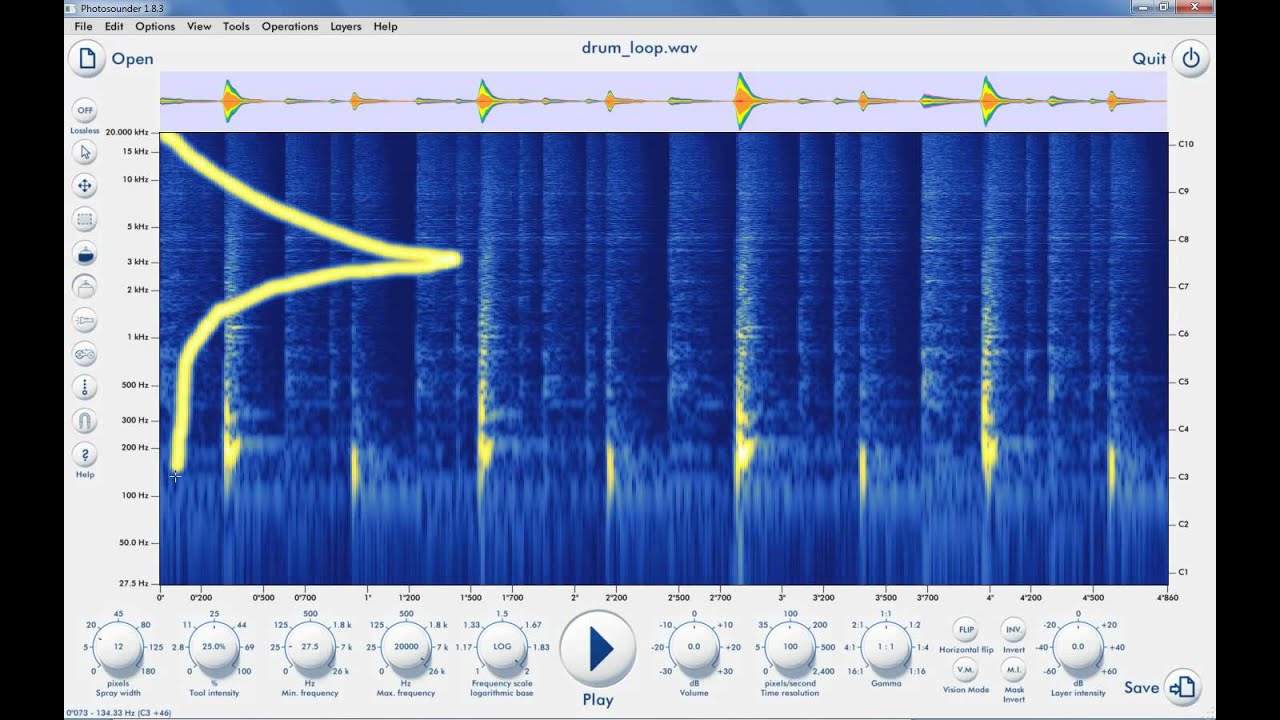 Photosounder 1.8.3
File Edit Options View Tools Operations Layers Help
Open
drum_loop.wav
Quit
OFF
Lossless
20.000 kHz
15 kHz
10 kHz
5 kHz
3 kHz
2 kHz
1 kHz
500 Hz
300 Hz
200 Hz
100 Hz
50.0 Hz
27.5 Hz
C10
C9
C8
C7
C6
C5
C4
C3
C2
C1
?
Help
0" 0"200 0"500 1" 1"200 1"500 1"700 2" 2"200 2"500 2"700 3" 3"200 3"500 3"700 4" 4"200 4"500 4"860
0 5 20 45 80 125 180
12
pixels
Spray width
0 2.8 11 25 44 69 100
25.0%
%
Tool intensity
0 5 27 142 500 1.8 k 7 k 26 k
27.5
Hz
Min. frequency
0 5 27 142 500 1.8 k 7 k 26 k
20000
Hz
Max. frequency
1 1.17 1.33 1.5 1.67 1.83 2
LOG
Frequency scale
logarithmic base
Play
-30 -20 -10 0 +10 +20 +30
0.0
dB
Volume
0 5 35 100 200 500 2,400
100
pixels/second
Time resolution
16:1 4:1 2:1 1:1 1:2 1:4 1:16
1 : 1
Gamma
FLIP
Horizontal flip
V.M.
Vision Mode
INV.
Invert
M.I.
Mask
Invert
-60 -40 -20 0 +20 +40 +60
0.0
dB
Layer intensity
Save
0"073 - 134.33 Hz (C3 +46)